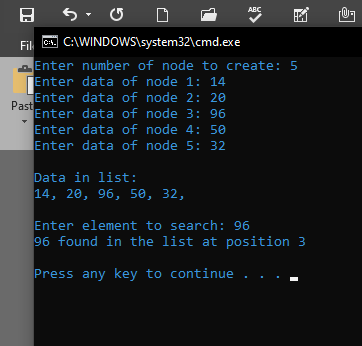 C:\WINDOWS\system32\cmd.exe
Fil
Past
Enter number of node to create: 5
Enter data of node 1: 14
Enter data of node 2: 20
Enter data of node 3: 96
Enter data of node 4: 50
Enter data of node 5: 32
Data in list:
14, 20, 96, 50, 32,
Enter element to search: 96
96 found in the list at position 3
Press any key to continue . . .